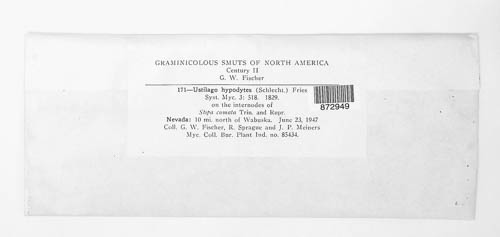 GRAMINICOLOUS SMUTS OF NORTH AMERICA
Century II
G. W. Fischer
171—Ustilago hypodytes (Schlecht.) Fries
Syst. Myc. 3: 518. 1829.
on the internodes of
Stipa comata Trin. and Rupr.
Nevada: 10 mi. north of Wabuska. June 23, 1947
Coll. G. W. Fischer, R. Sprague and J. P. Meiners
Myc. Coll. Bur. Plant Ind. no. 85434.
872949